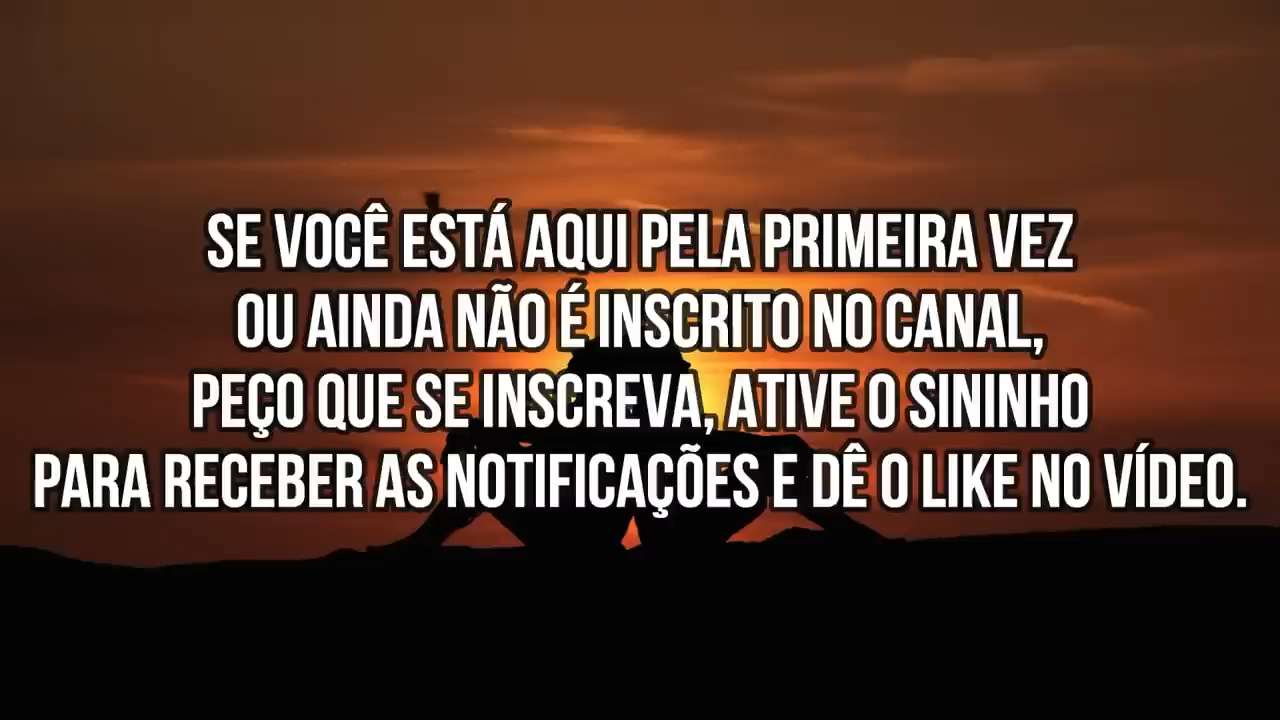 SE VOCÊ ESTÁ AQUI PELA PRIMEIRA VEZ
OU AINDA NÃO É INSCRITO NO CANAL,
PEÇO QUE SE INSCREVA, ATIVE O SININHO
PARA RECEBER AS NOTIFICAÇÕES E DÊ O LIKE NO VÍDEO.